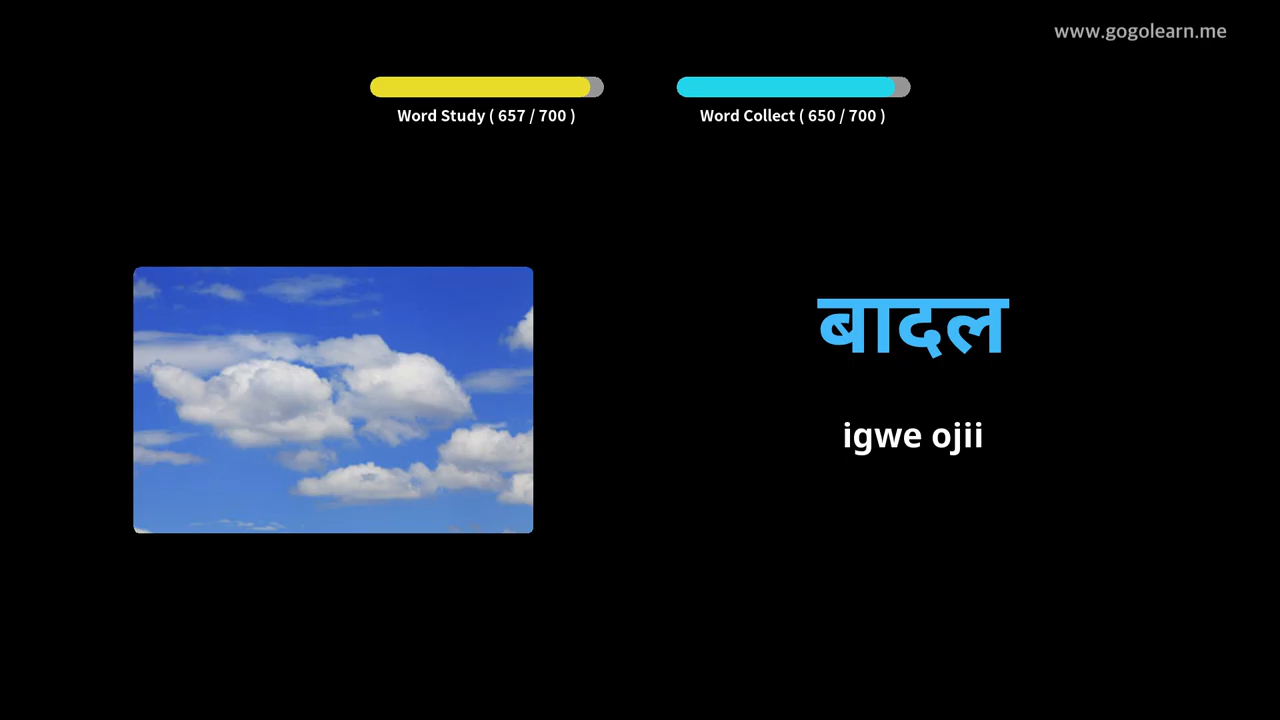 www.gogolearn.me
Word Study ( 657 / 700 )
Word Collect ( 650 / 700 )
बादल
igwe ojii